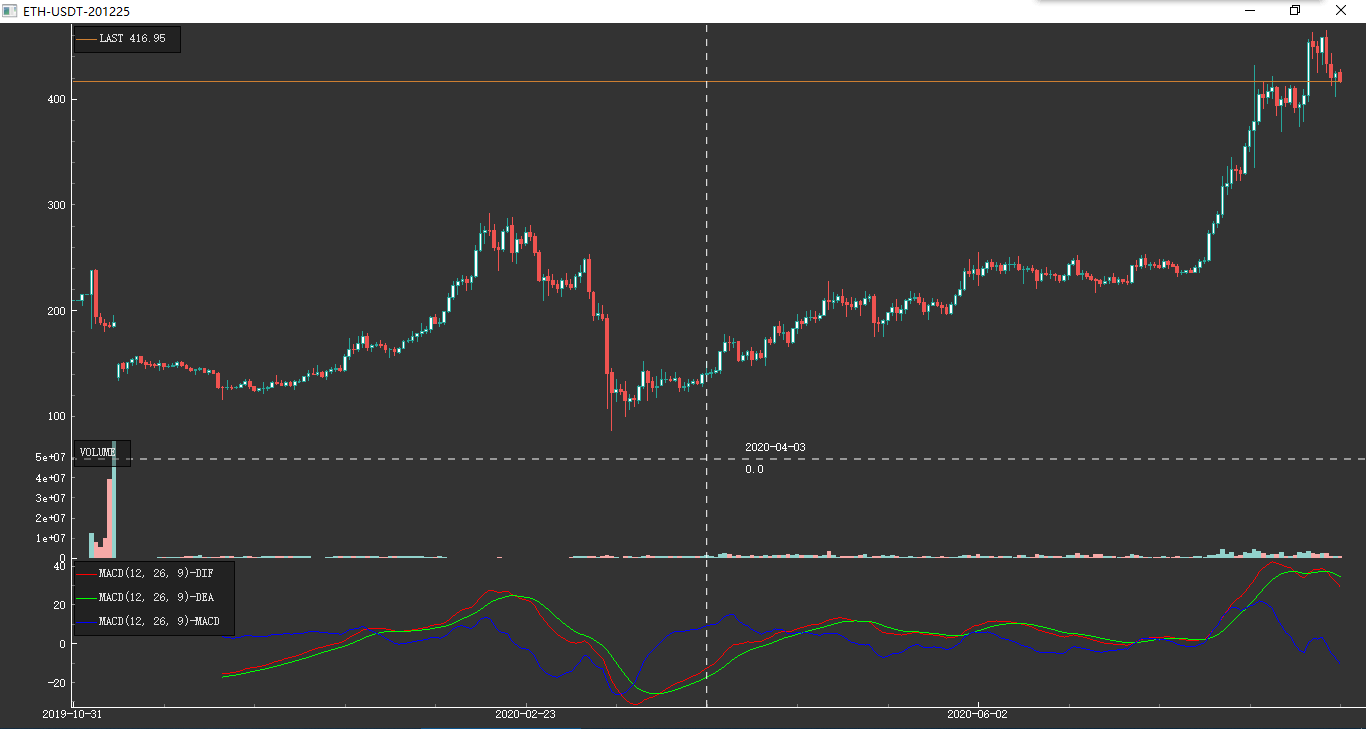 ETH-USDT-201225
LAST 416.95
400
300
200
100
VOLUME
5e+07
4e+07
3e+07
2e+07
1e+07
0
2020-04-03
0.0
40
20
0
-20
MACD(12, 26, 9)-DIF
MACD(12, 26, 9)-DEA
MACD(12, 26, 9)-MACD
2019-10-31
2020-02-23
2020-06-02